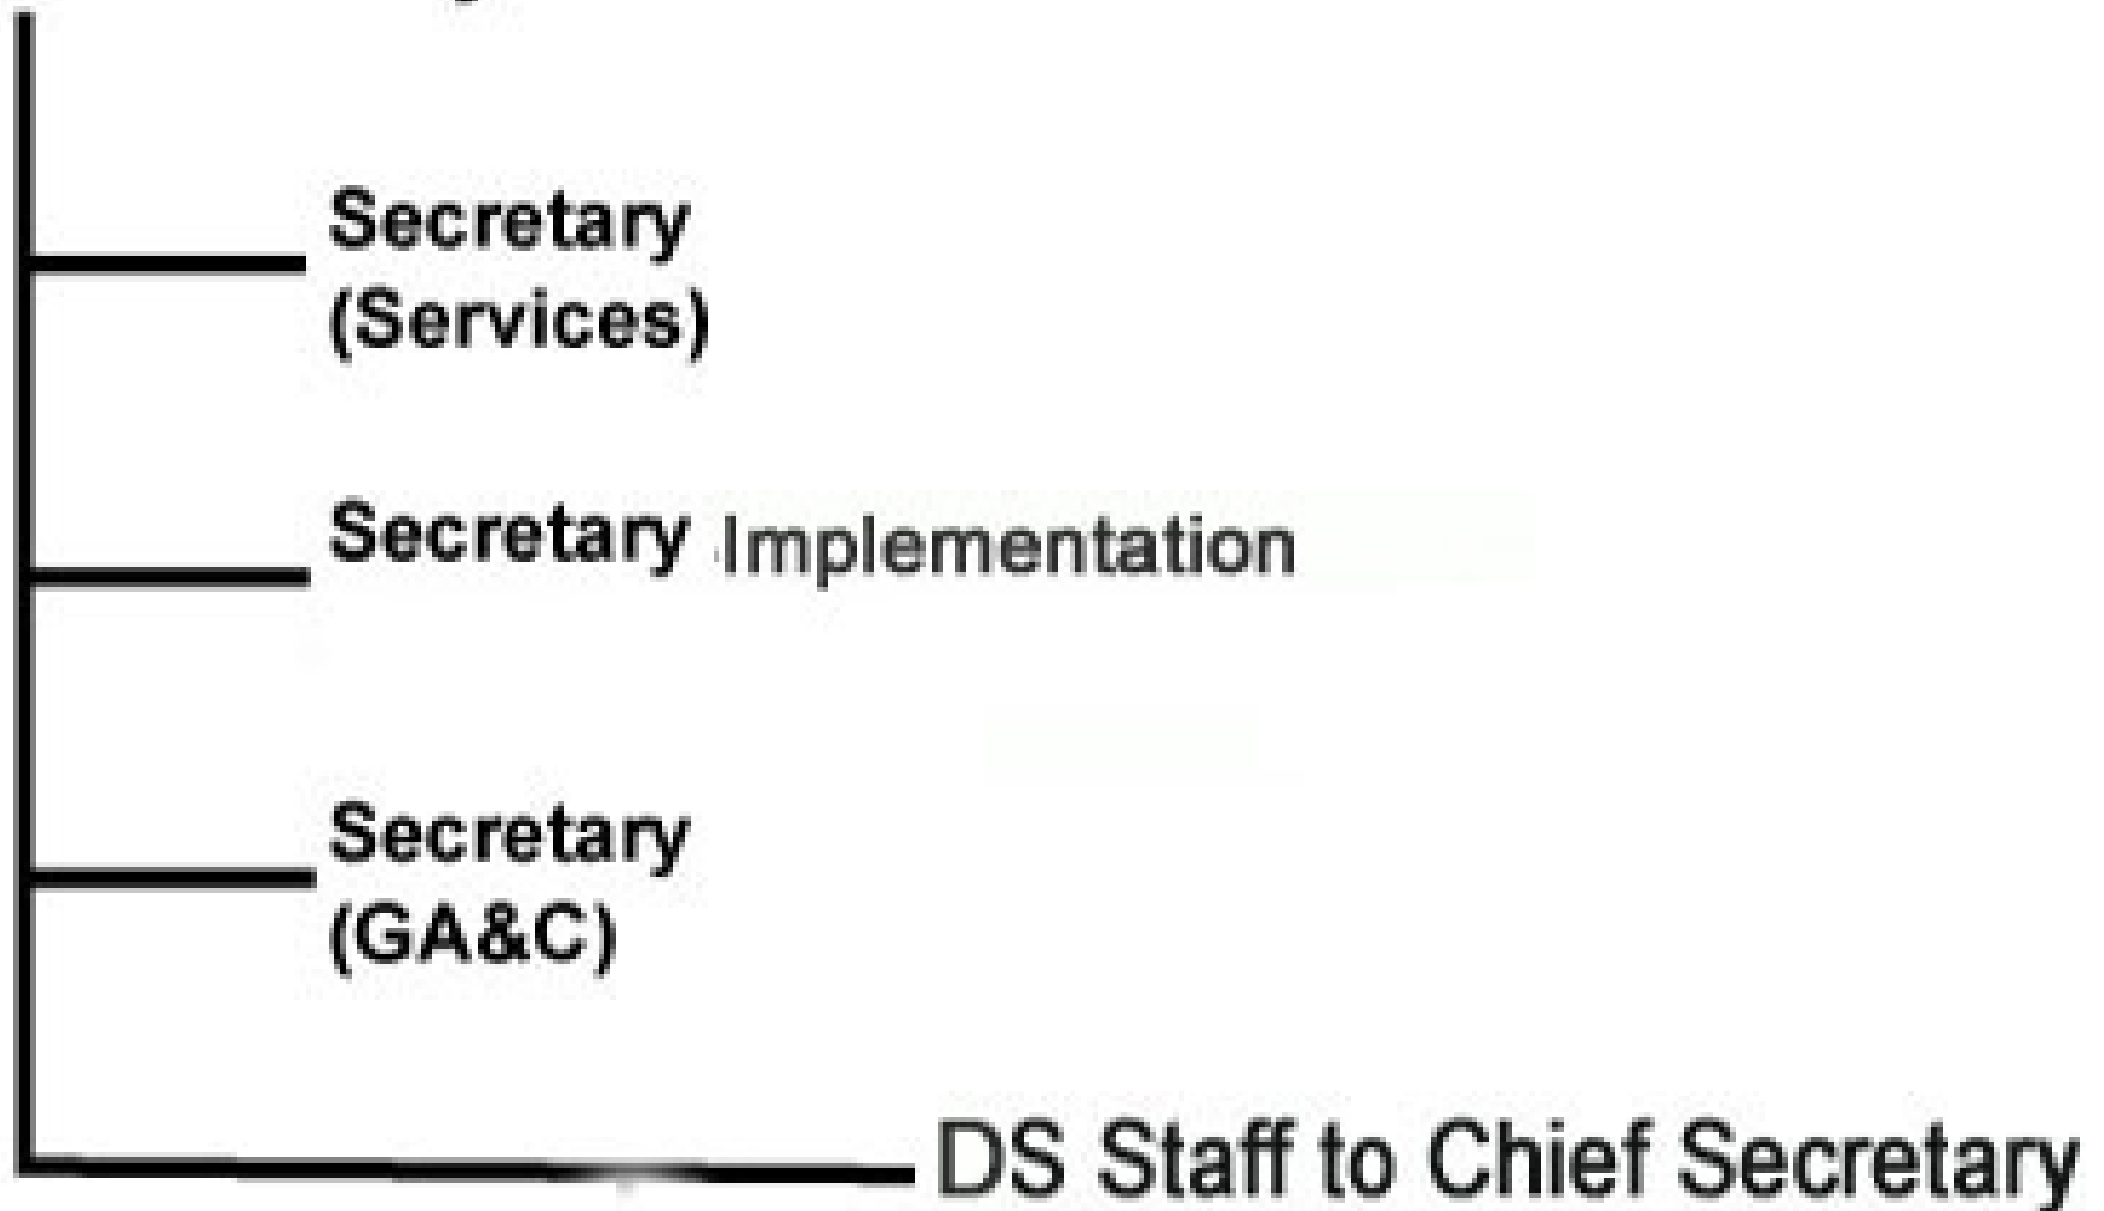 Secretary
(Services)
Secretary Implementation
Secretary
(GA&C)
DS Staff to Chief Secretary